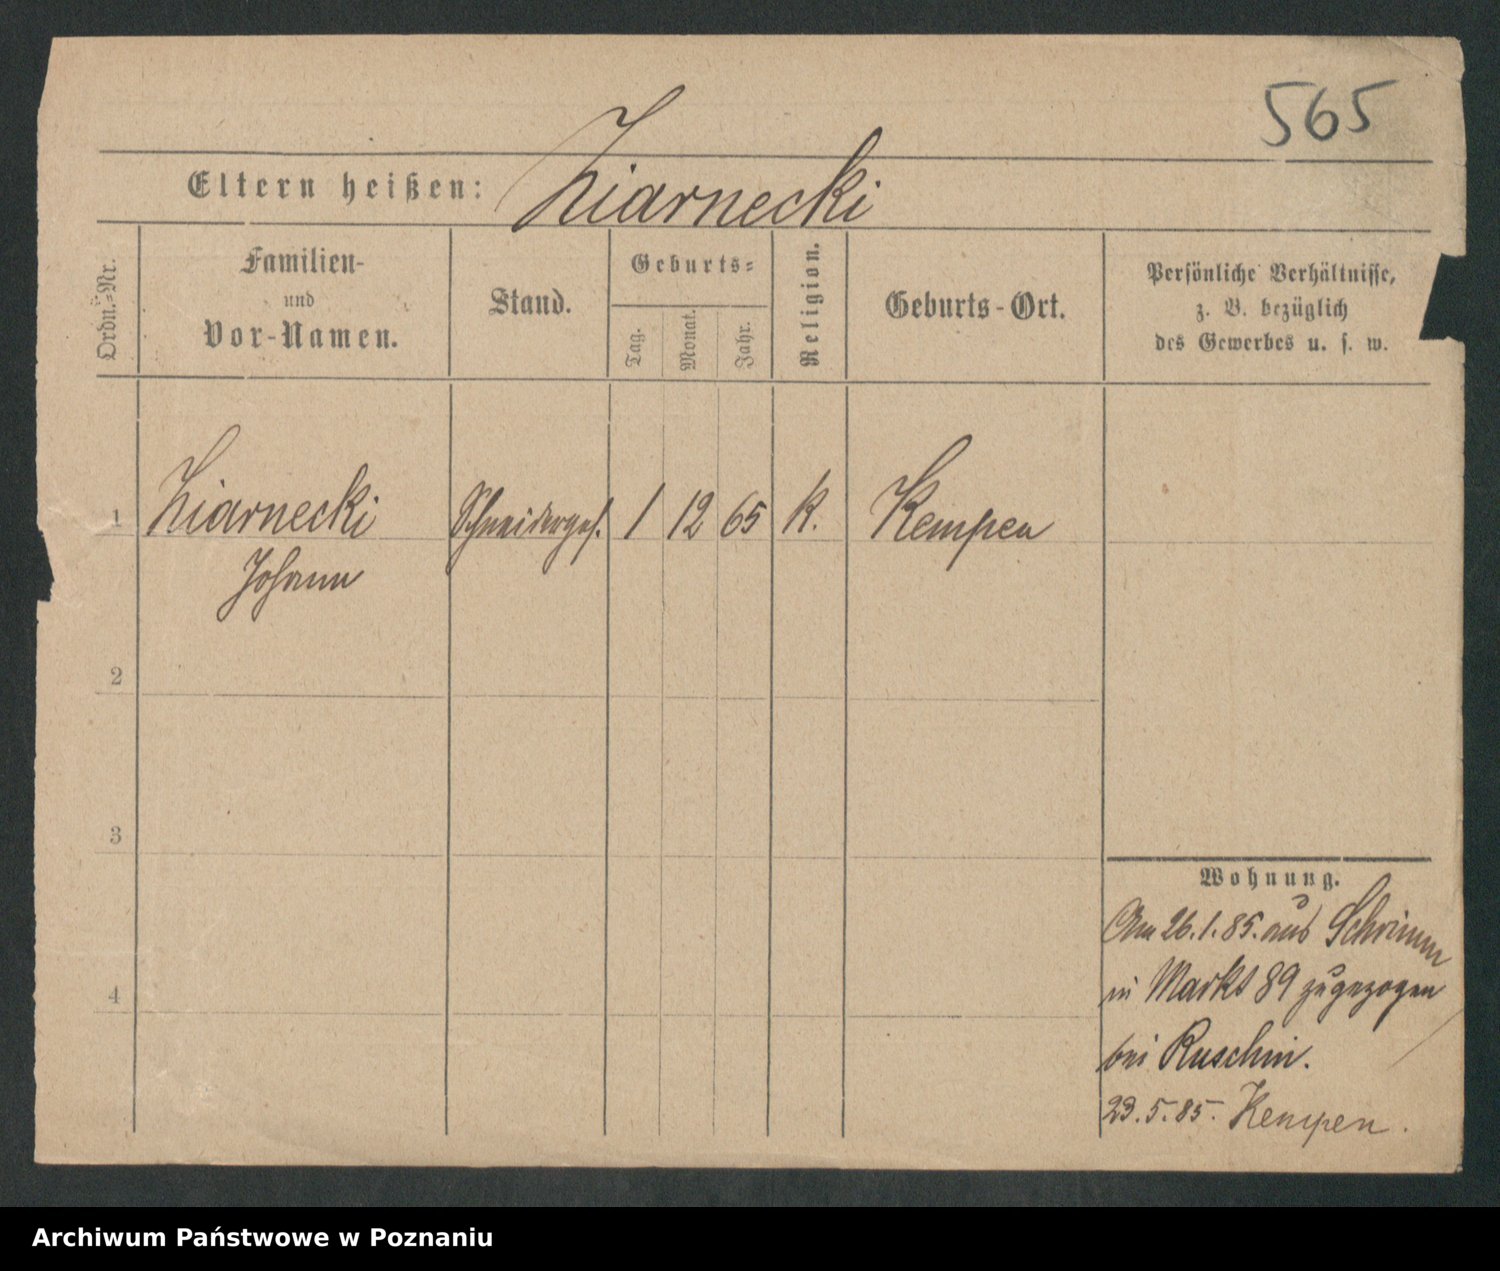 565
Eltern heißen: Ziarnecki
Ordn.-Nr.
Familien-
und
Vor-Namen.
Stand.
Geburts-
Tag.
Monat.
Jahr.
Religion.
Geburts-Ort.
Persönliche Verhältnisse,
z. B. bezüglich
des Gewerbes u. s. w.
1 Ziarnecki Schneiderges. 1 12 65 k. Kempen
Johann
2
3
4
Wohnung.
Am 26.1.85. aus Schrimm
in Markt 89 zugezogen
bei Ruschin.
23.5.85. Kempen.
Archiwum Państwowe w Poznaniu